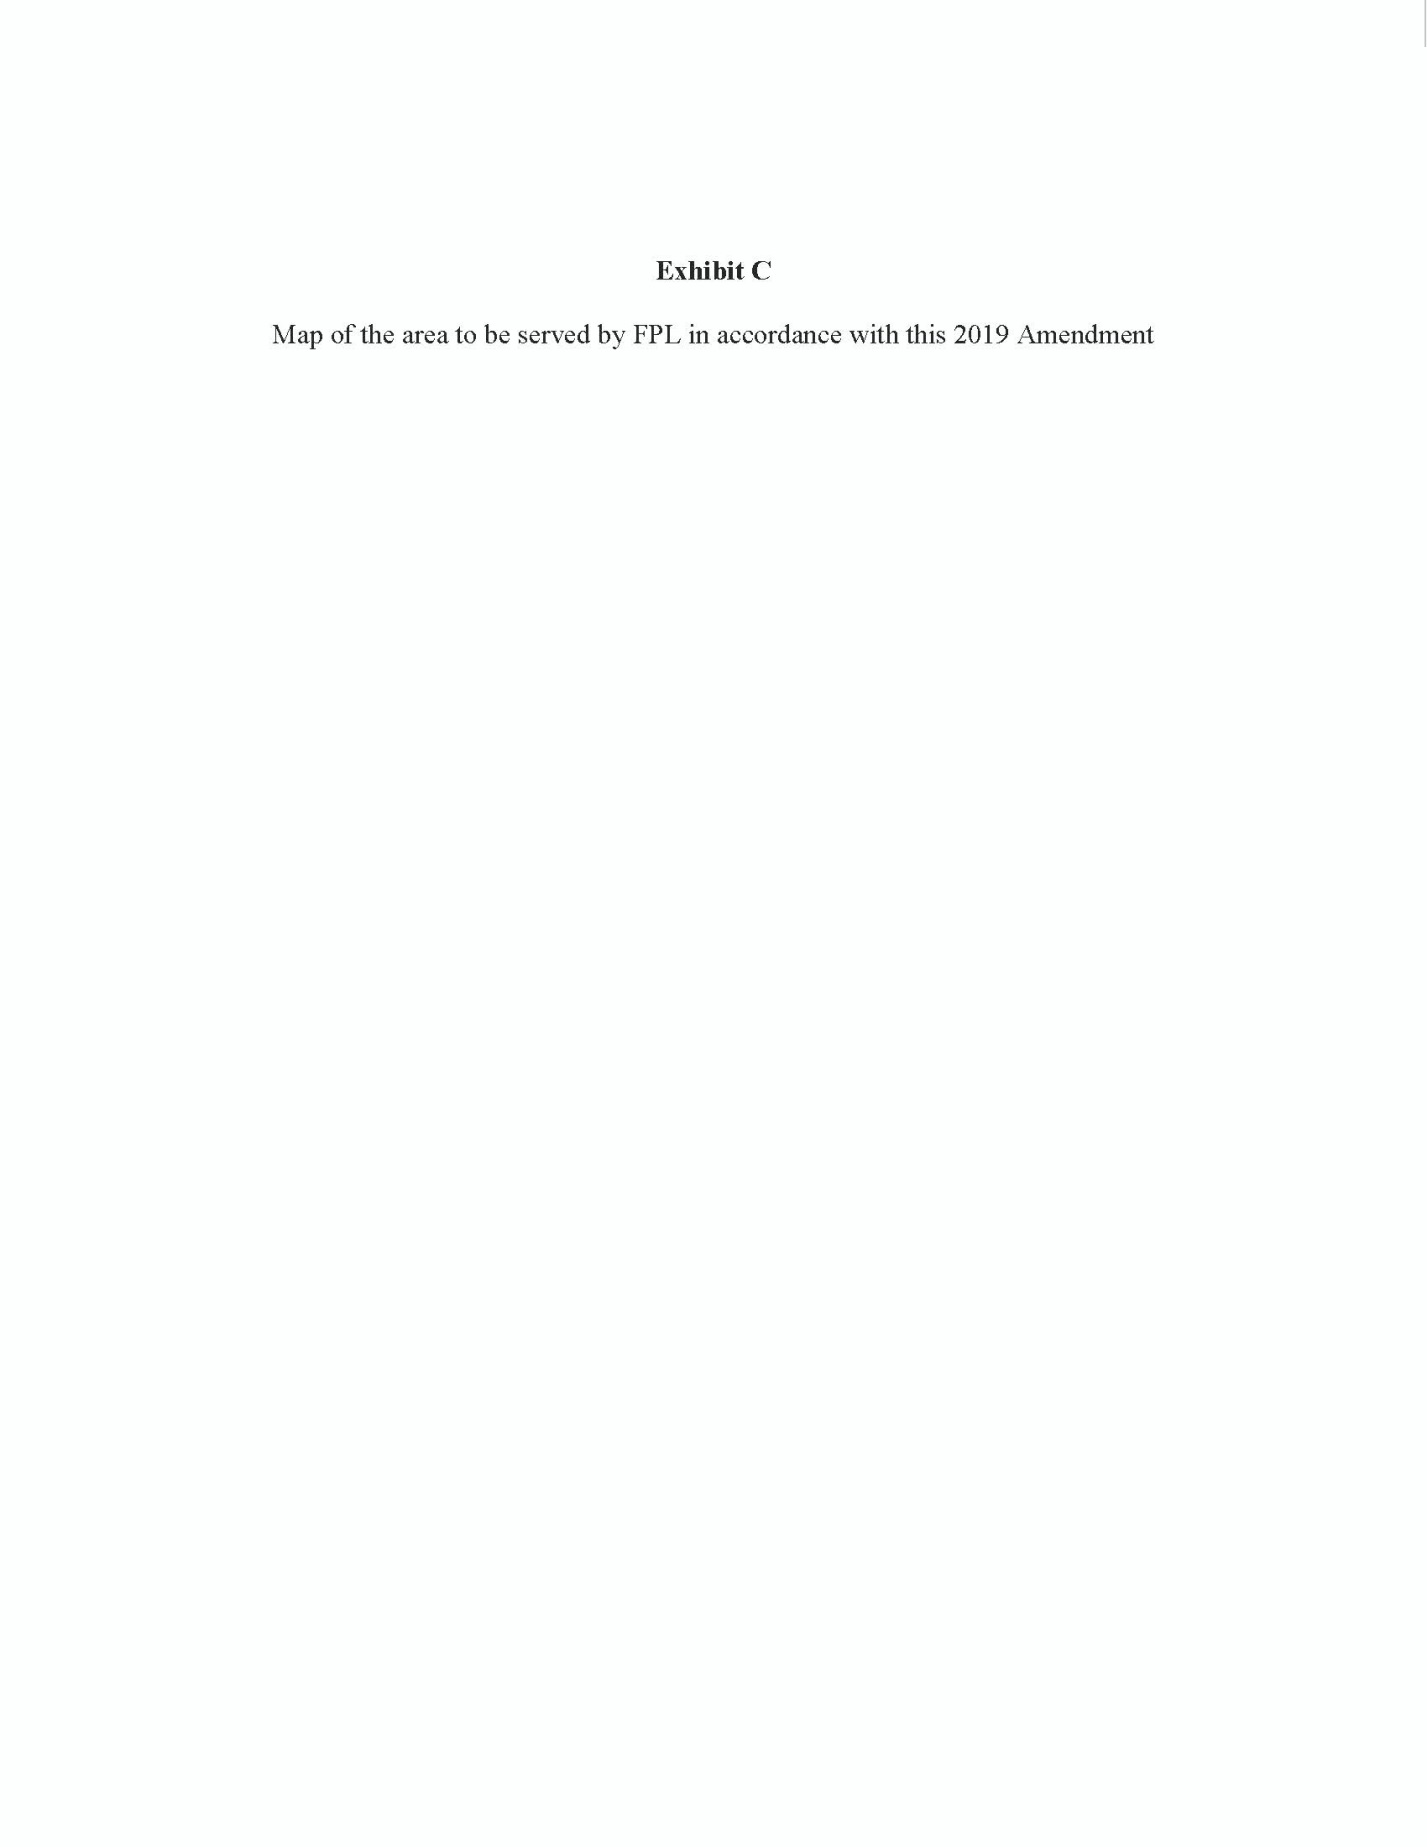 Exhibit C
Map of the area to be served by FPL in accordance with this 2019 Amendment